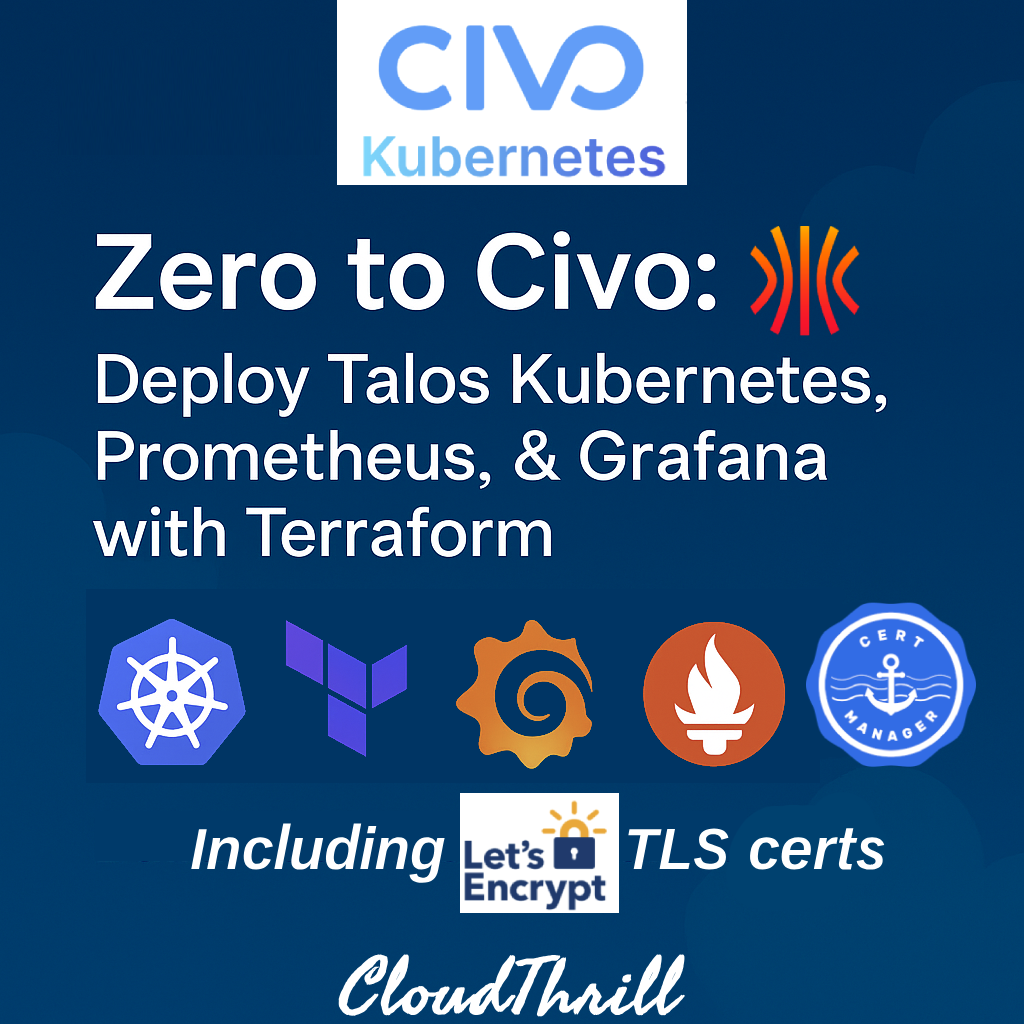 CIVO
Kubernetes
Zero to Civo:
Deploy Talos Kubernetes,
Prometheus, & Grafana
with Terraform
CERT
MANAGER
Including Let's Encrypt TLS certs
CloudThrill